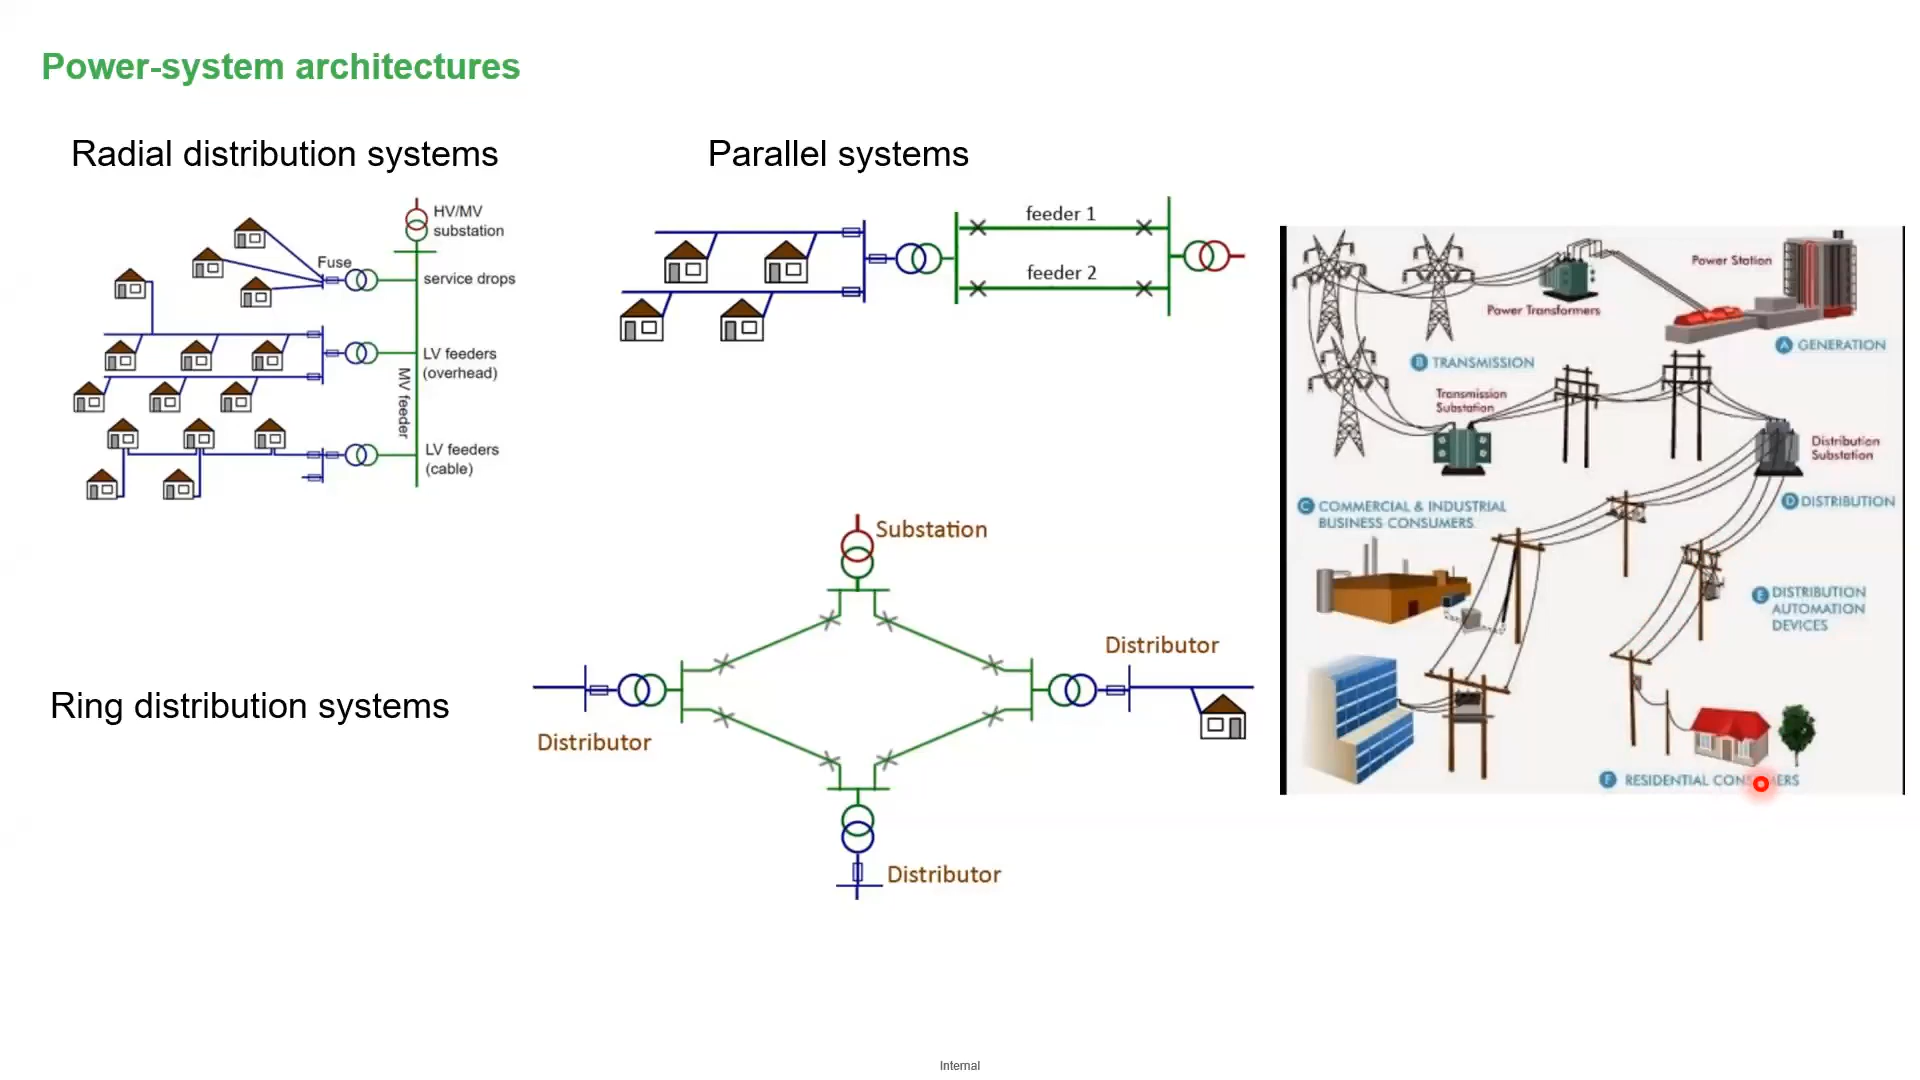 Power-system architectures
Radial distribution systems
HV/MV
substation
Fuse
service drops
LV feeders
(overhead)
MV feeder
LV feeders
(cable)
Parallel systems
feeder 1
feeder 2
Ring distribution systems
Substation
Distributor
Distributor
Distributor
Power Station
Power Transformers
A GENERATION
B TRANSMISSION
Transmission
Substation
Distribution
Substation
C COMMERCIAL & INDUSTRIAL
BUSINESS CONSUMERS
D DISTRIBUTION
E DISTRIBUTION
AUTOMATION
DEVICES
F RESIDENTIAL CONSUMERS
Internal